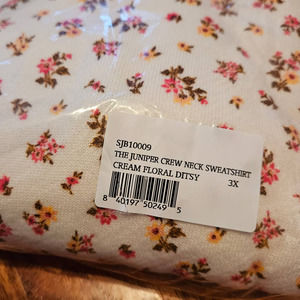 SJB10009
THE JUNIPER CREW NECK SWEATSHIRT
CREAM FLORAL DITSY 3X
8 40197 50249 5